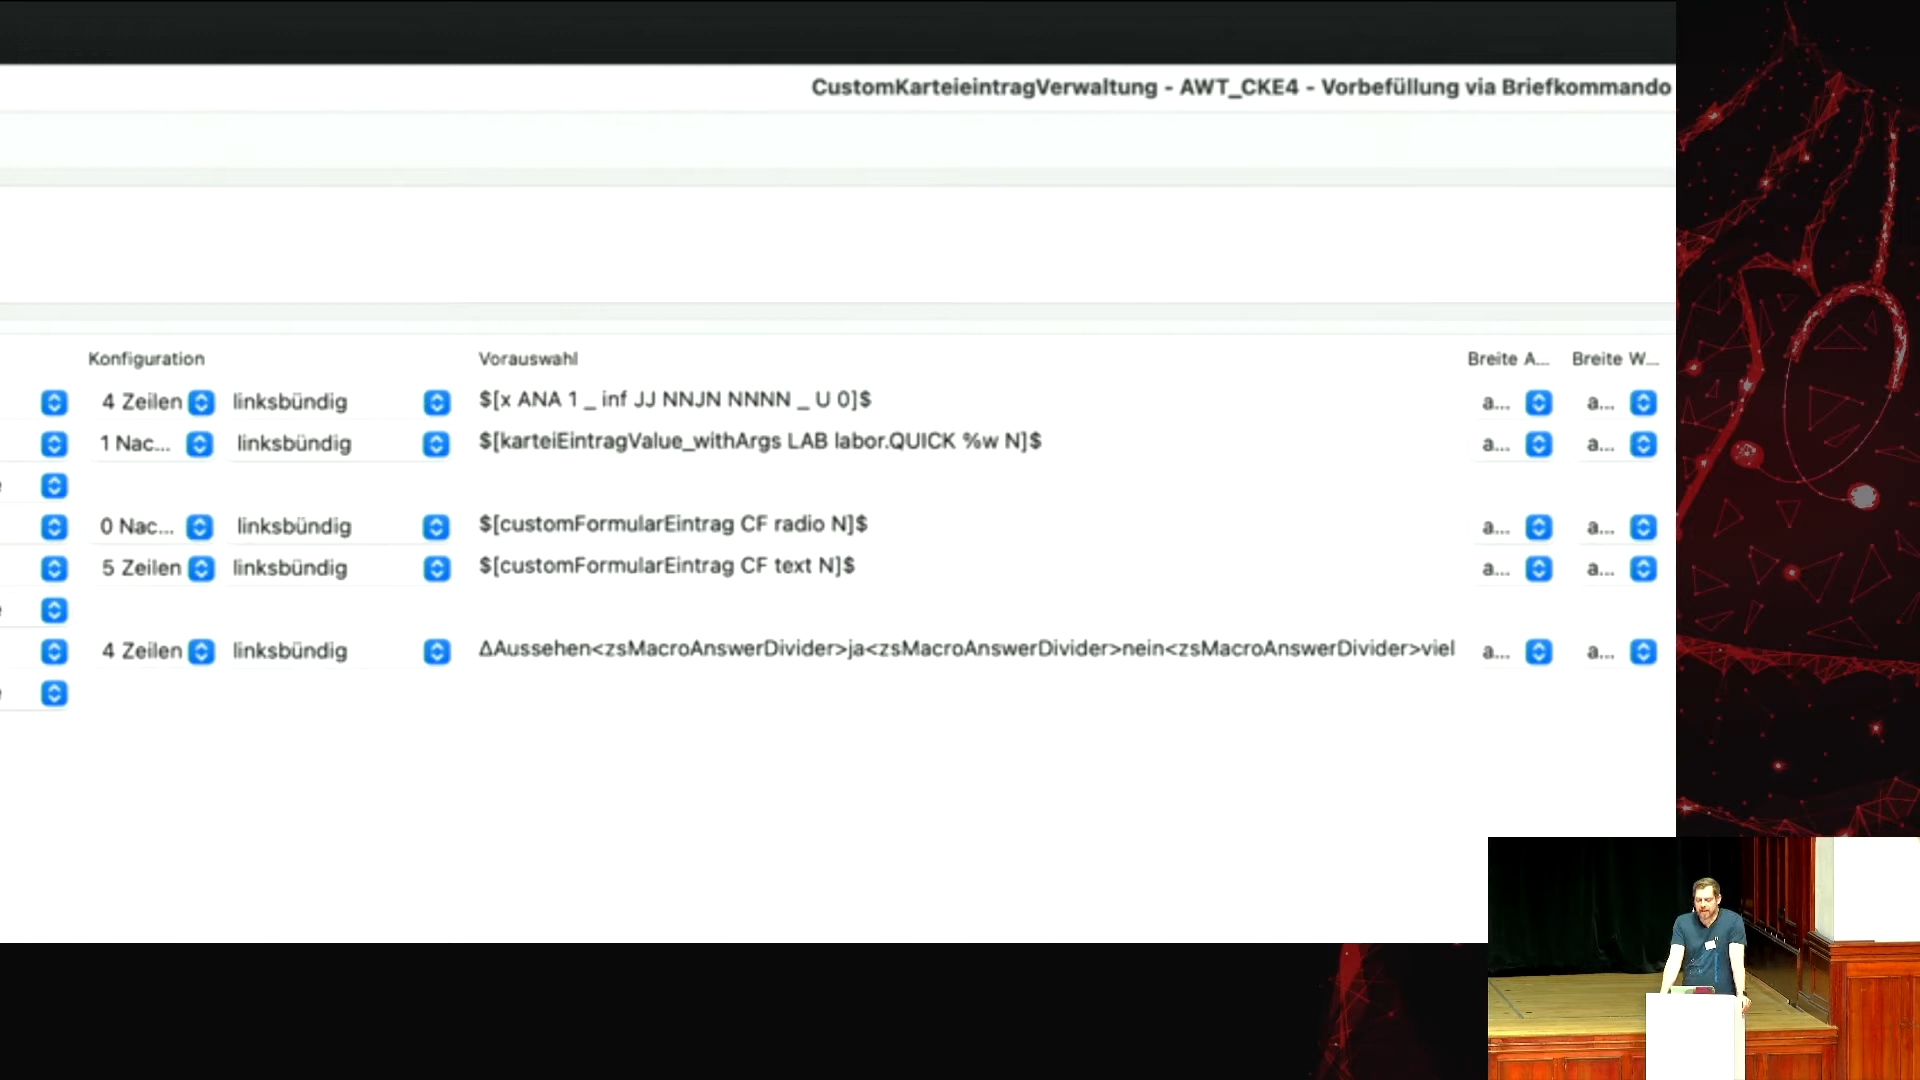 CustomKarteieintragVerwaltung - AWT_CKE4 - Vorbefüllung via Briefkommando
Konfiguration Vorauswahl Breite A... Breite W...
4 Zeilen linksbündig $[x ANA 1 _ inf JJ NNJN NNNN _ U 0]$ a... a...
1 Nac... linksbündig $[karteiEintragValue_withArgs LAB labor.QUICK %w N]$ a... a...
0 Nac... linksbündig $[customFormularEintrag CF radio N]$ a... a...
5 Zeilen linksbündig $[customFormularEintrag CF text N]$ a... a...
4 Zeilen linksbündig ΔAussehen<zsMacroAnswerDivider>ja<zsMacroAnswerDivider>nein<zsMacroAnswerDivider>viel a... a...